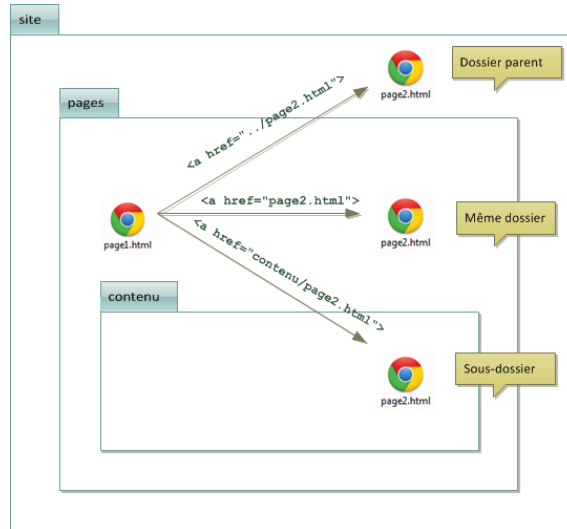 site
Dossier parent
page2.html
pages
<a href="../page2.html">
<a href="page2.html">
Même dossier
page1.html
page2.html
<a href="contenu/page2.html">
contenu
Sous-dossier
page2.html